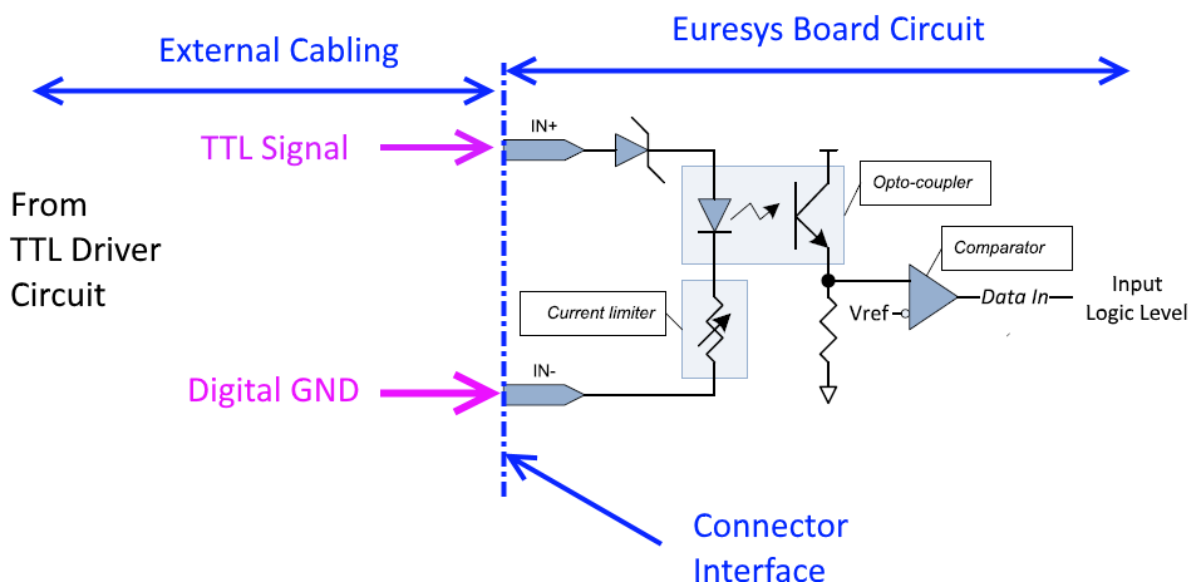 External Cabling
Euresys Board Circuit
TTL Signal
IN+
Opto-coupler
From
TTL Driver
Circuit
Comparator
Current limiter
Vref
Data In
Input
Logic Level
Digital GND
IN-
Connector
Interface